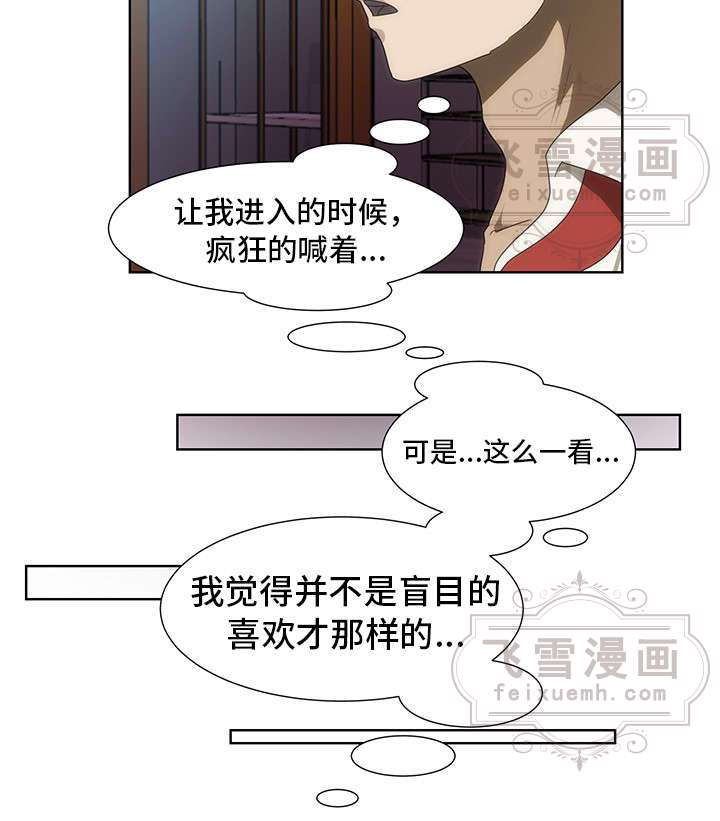 飞雪漫画
feixuemh.com
让我进入的时候，
疯狂的喊着...
可是...这么一看...
我觉得并不是盲目的
喜欢才那样的...
飞雪漫画
feixuemh.com